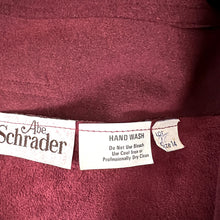 Abe
Schrader
HAND WASH
Do Not Use Bleach
Use Cool Iron or
Professionally Dry Clean
Size 14